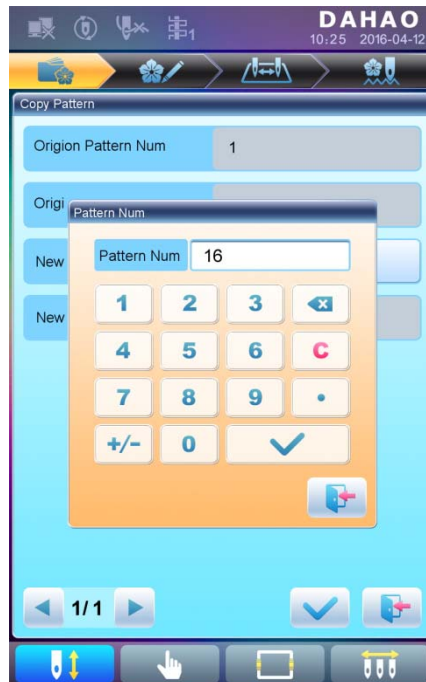 DAHAO
1
10:25 2016-04-12
Copy Pattern
Origion Pattern Num 1
Origi
Pattern Num
New
Pattern Num 16
1 2 3
New
4 5 6 C
7 8 9 •
+/- 0
1/1